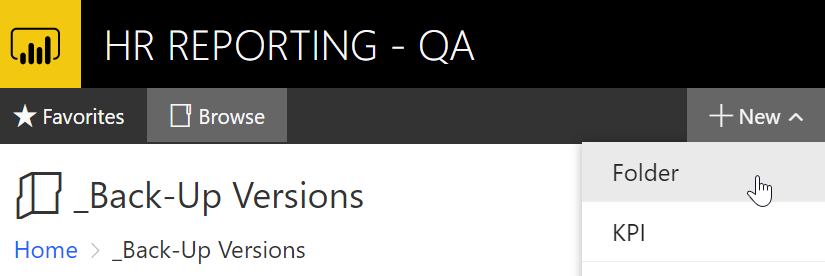 HR REPORTING - QA
Favorites Browse New
Folder
_Back-Up Versions
KPI
Home > _Back-Up Versions